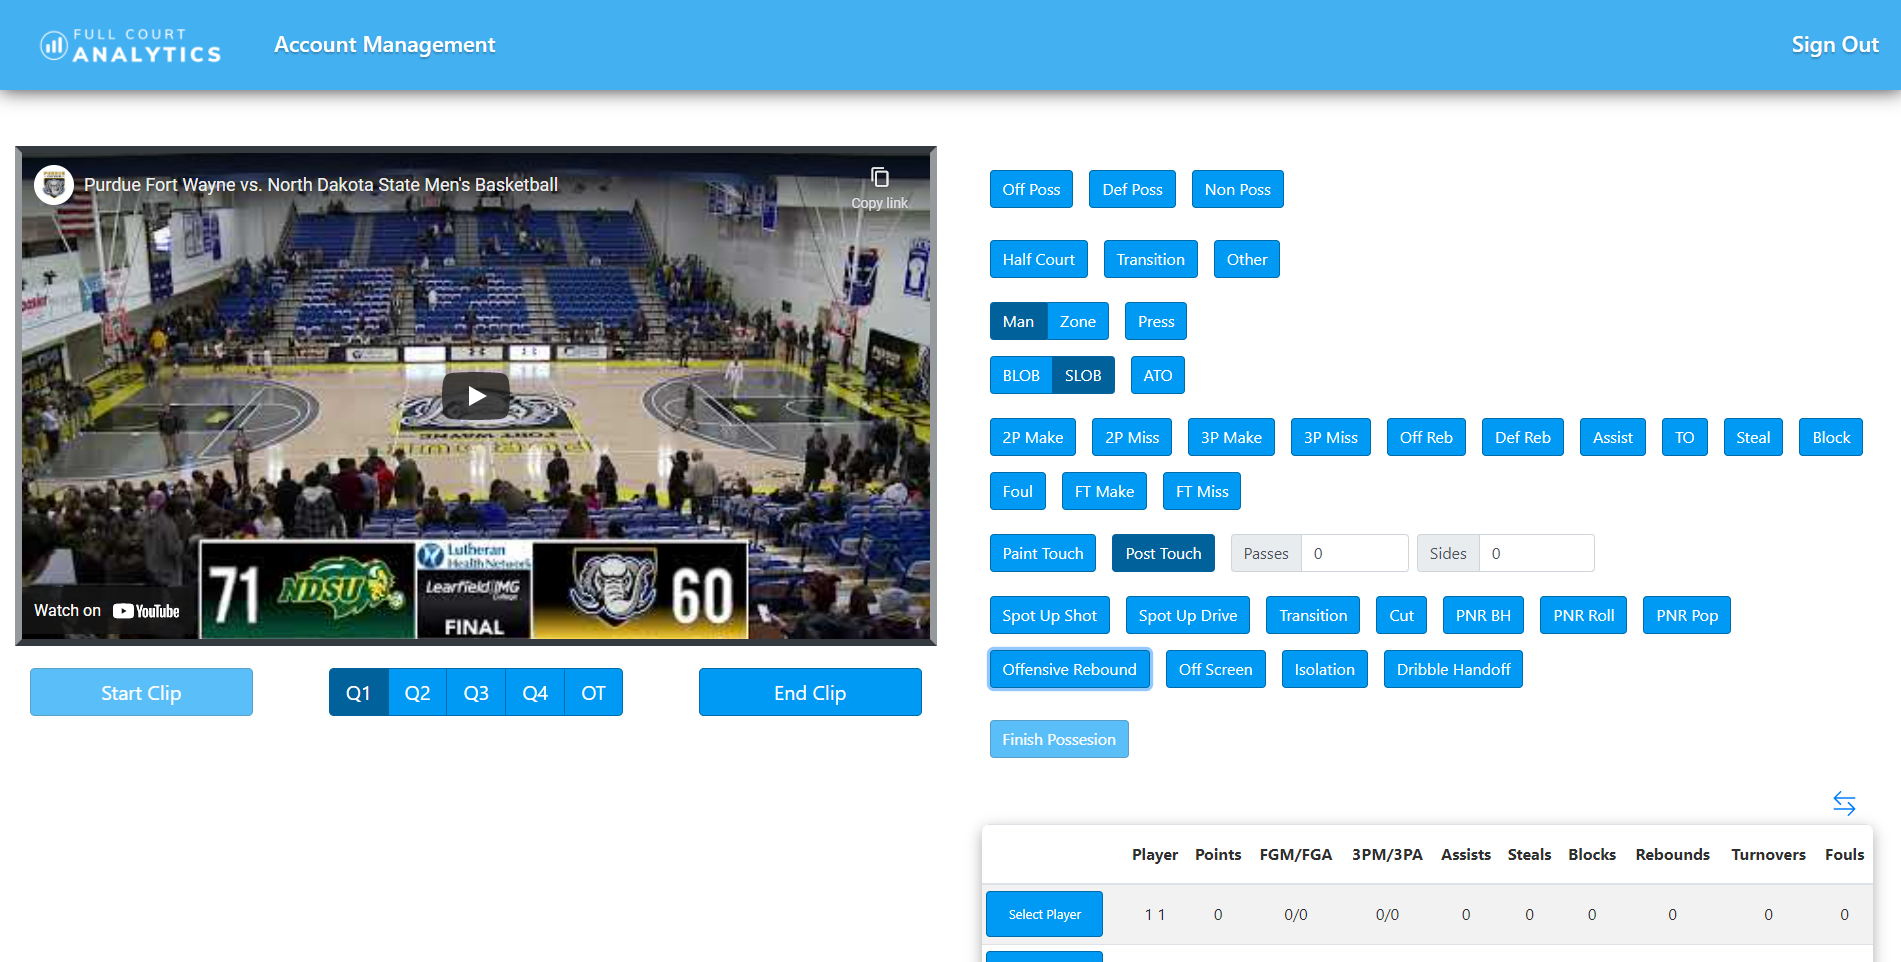 FULL COURT
ANALYTICS
Account Management
Sign Out
Purdue Fort Wayne vs. North Dakota State Men's Basketball
Copy link
FORT WAYNE
71
NDSU
Lutheran
Health Network
Learfield IMG
College
FINAL
60
Watch on YouTube
Start Clip
Q1 Q2 Q3 Q4 OT
End Clip
Off Poss Def Poss Non Poss
Half Court Transition Other
Man Zone Press
BLOB SLOB ATO
2P Make 2P Miss 3P Make 3P Miss Off Reb Def Reb Assist TO Steal Block
Foul FT Make FT Miss
Paint Touch Post Touch Passes 0 Sides 0
Spot Up Shot Spot Up Drive Transition Cut PNR BH PNR Roll PNR Pop
Offensive Rebound Off Screen Isolation Dribble Handoff
Finish Possesion
Player Points FGM/FGA 3PM/3PA Assists Steals Blocks Rebounds Turnovers Fouls
Select Player 1 1 0 0/0 0/0 0 0 0 0 0 0